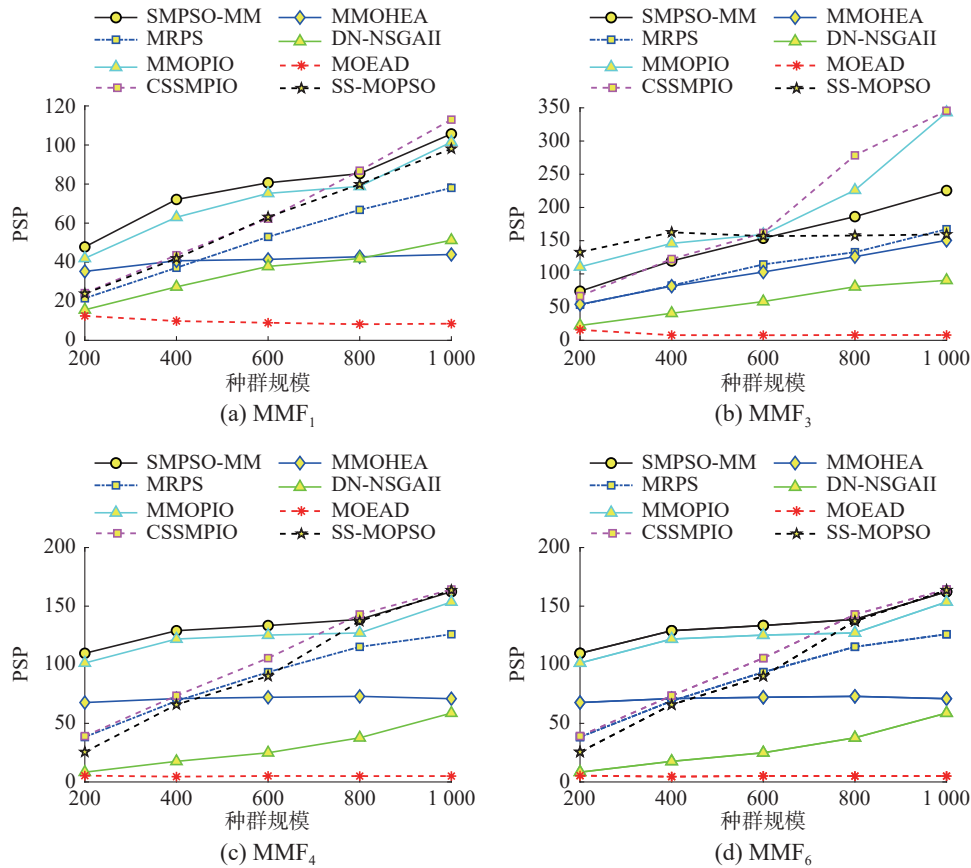 SMPSO-MM MMOHEA SMPSO-MM MMOHEA
MRPS DN-NSGAII MRPS DN-NSGAII
MMOPIO MOEAD MMOPIO MOEAD
CSSMPIO SS-MOPSO CSSMPIO SS-MOPSO
120
100
80
60
40
20
0
PSP
200 400 600 800 1 000
种群规模
(a) MMF₁
350
300
250
200
150
100
50
0
PSP
200 400 600 800 1 000
种群规模
(b) MMF₃
SMPSO-MM MMOHEA SMPSO-MM MMOHEA
MRPS DN-NSGAII MRPS DN-NSGAII
MMOPIO MOEAD MMOPIO MOEAD
CSSMPIO SS-MOPSO CSSMPIO SS-MOPSO
200
150
100
50
0
PSP
200 400 600 800 1 000
种群规模
(c) MMF₄
200
150
100
50
0
PSP
200 400 600 800 1 000
种群规模
(d) MMF₆